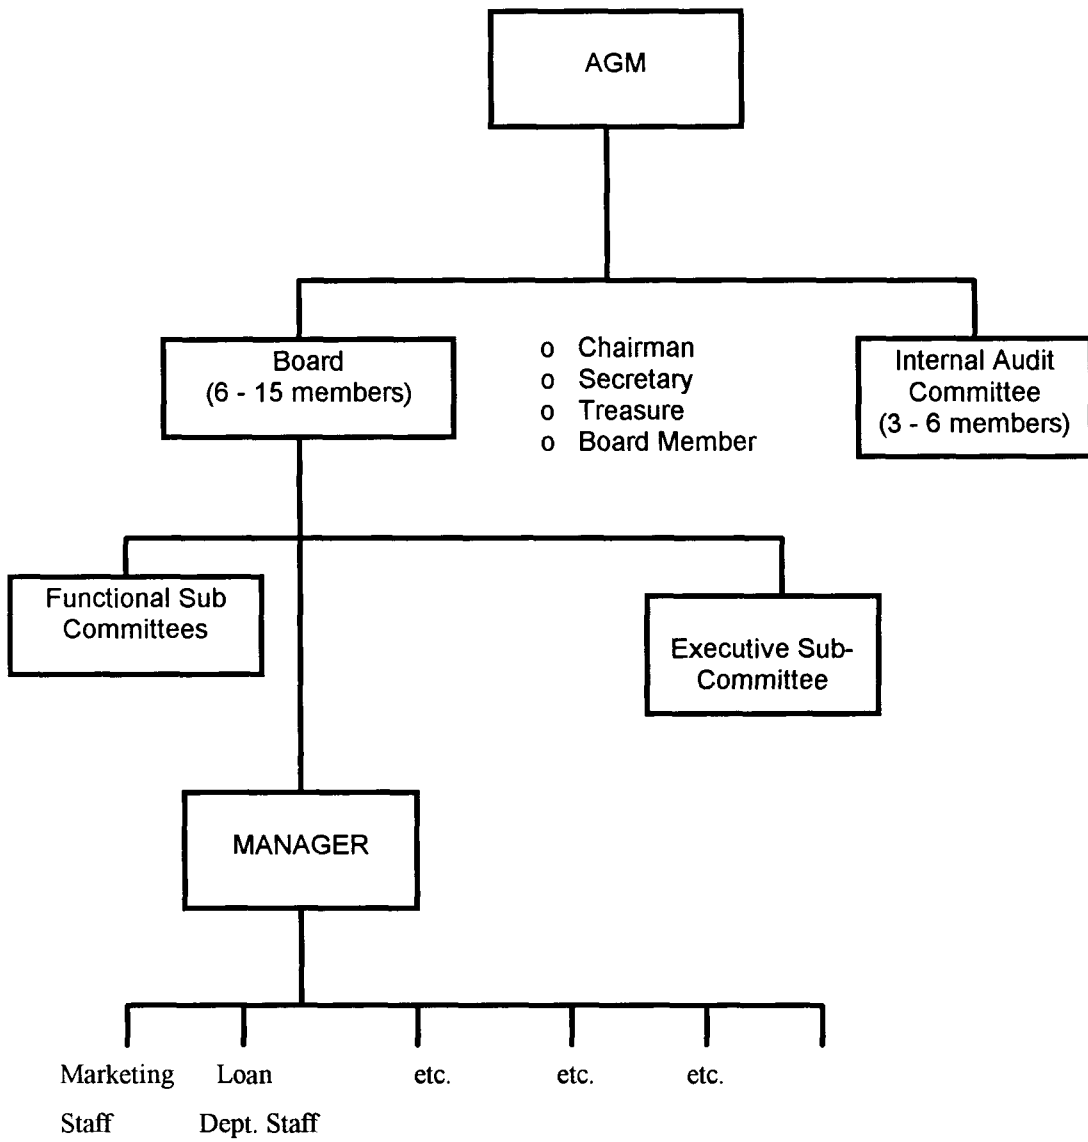 AGM
Board
(6 - 15 members)
o Chairman
o Secretary
o Treasure
o Board Member
Internal Audit
Committee
(3 - 6 members)
Functional Sub
Committees
Executive Sub-
Committee
MANAGER
Marketing Loan etc. etc. etc.
Staff Dept. Staff